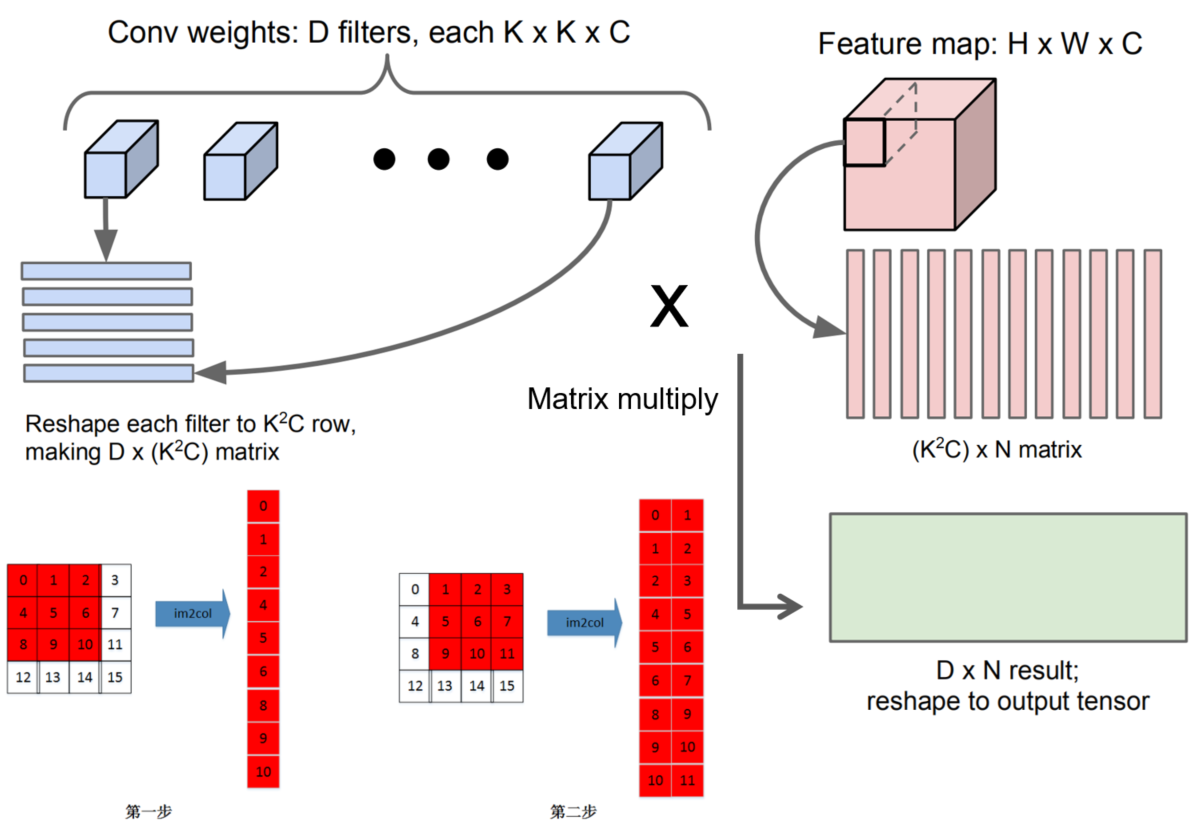 Conv weights: D filters, each K x K x C
Feature map: H x W x C
X
Matrix multiply
Reshape each filter to K²C row,
making D x (K²C) matrix
(K²C) x N matrix
0
1
2
4
5
6
8
9
10
0 1 2 3
4 5 6 7
8 9 10 11
12 13 14 15
im2col
第一步
0 1 2 3
4 5 6 7
8 9 10 11
12 13 14 15
im2col
0 1
1 2
2 3
4 5
5 6
6 7
8 9
9 10
10 11
第二步
D x N result;
reshape to output tensor